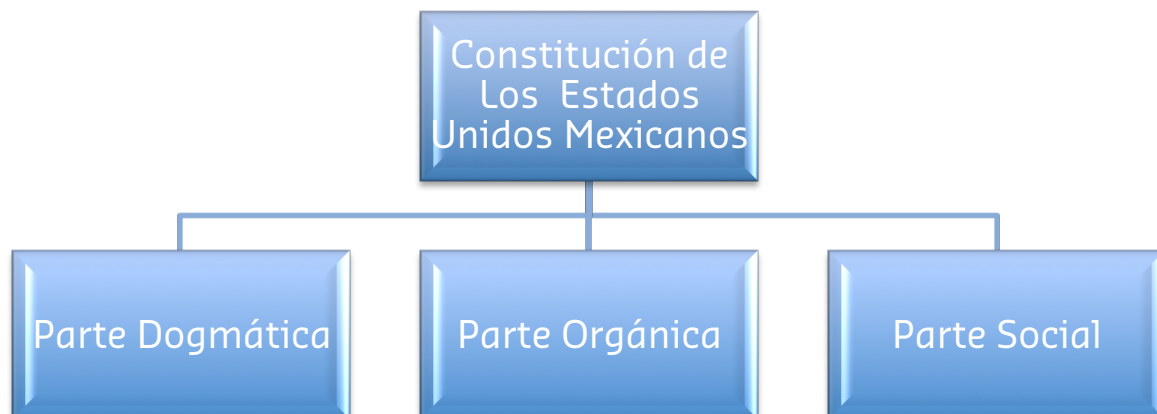 Constitución de
Los Estados
Unidos Mexicanos
Parte Dogmática
Parte Orgánica
Parte Social